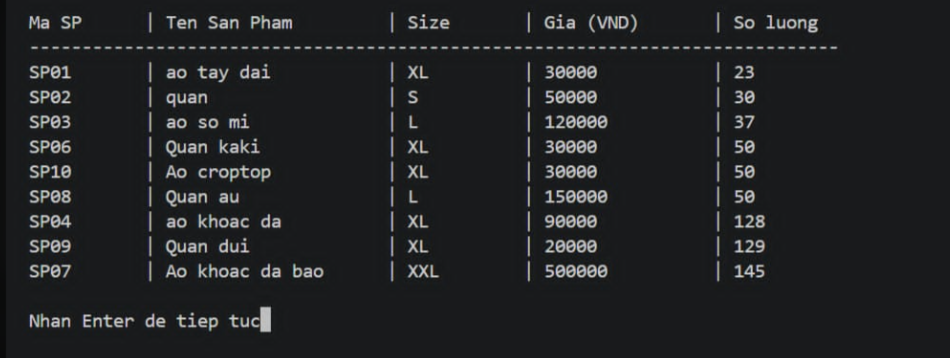 Ma SP | Ten San Pham | Size | Gia (VND) | So luong
-----------------------------------------------------------------------------
SP01 | ao tay dai | XL | 30000 | 23
SP02 | quan | S | 50000 | 30
SP03 | ao so mi | L | 120000 | 37
SP06 | Quan kaki | XL | 30000 | 50
SP10 | Ao croptop | XL | 30000 | 50
SP08 | Quan au | L | 150000 | 50
SP04 | ao khoac da | XL | 90000 | 128
SP09 | Quan dui | XL | 20000 | 129
SP07 | Ao khoac da bao | XXL | 500000 | 145
Nhan Enter de tiep tuc